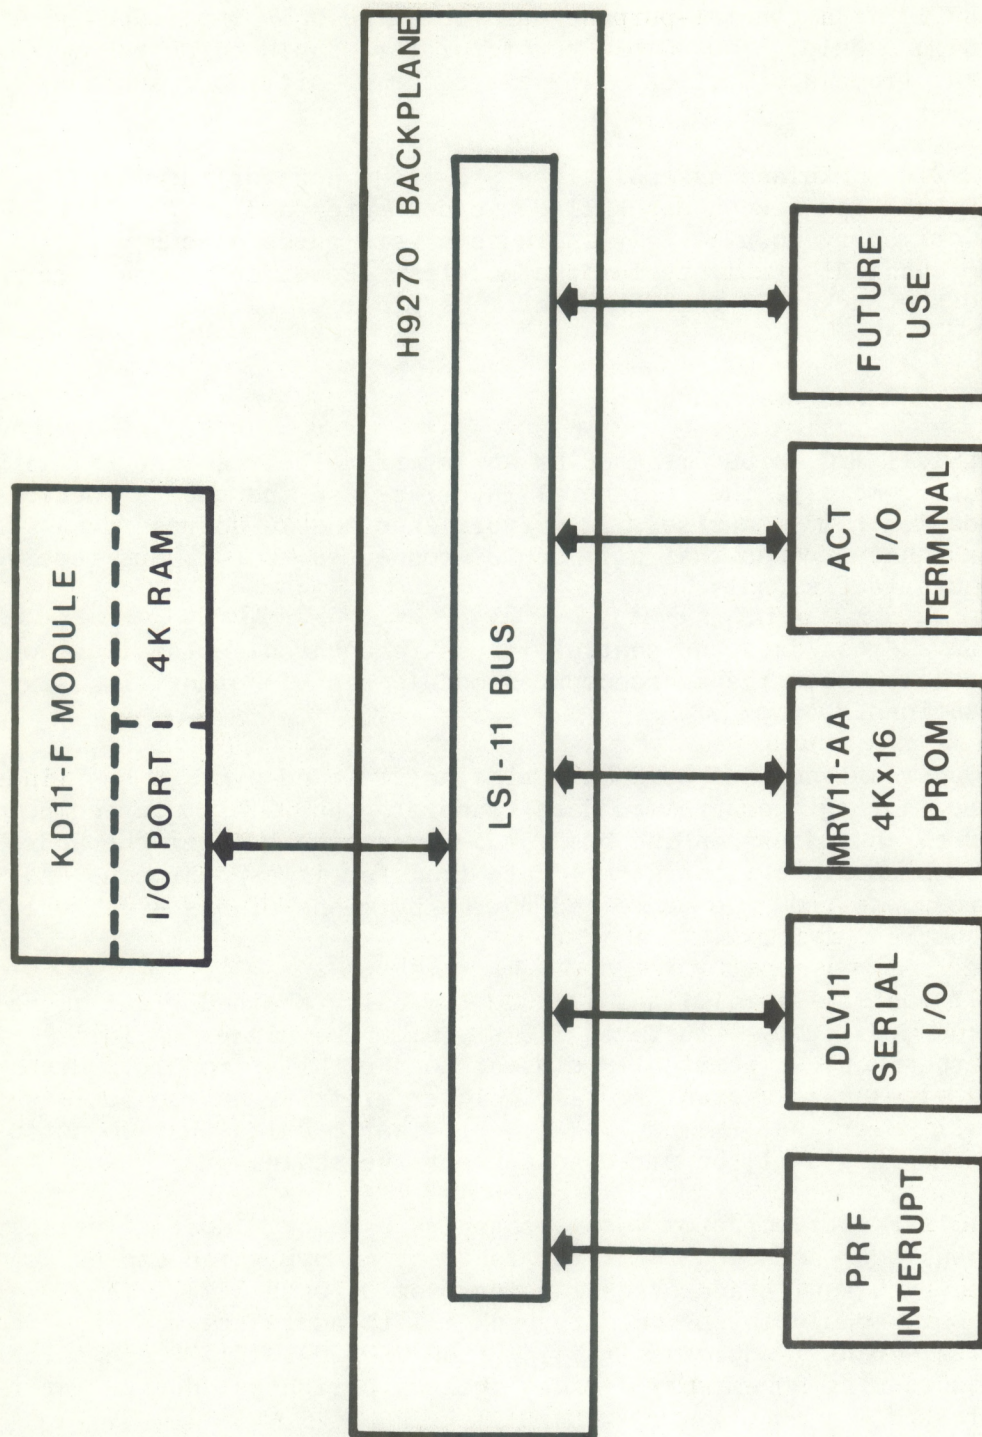 KD11-F MODULE
I/O PORT
4K RAM
H9270 BACKPLANE
LSI-11 BUS
PRF
INTERUPT
DLV11
SERIAL
I/O
MRV11-AA
4Kx16
PROM
ACT
I/O
TERMINAL
FUTURE
USE